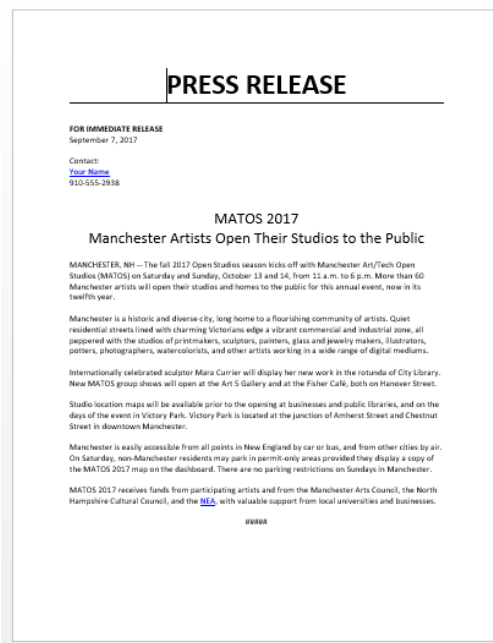 PRESS RELEASE
FOR IMMEDIATE RELEASE
September 7, 2017
Contact:
Your Name
910-555-2938
MATOS 2017
Manchester Artists Open Their Studios to the Public
MANCHESTER, NH -- The fall 2017 Open Studios season kicks off with Manchester Art/Tech Open
Studios (MATOS) on Saturday and Sunday, October 13 and 14, from 11 a.m. to 6 p.m. More than 60
Manchester artists will open their studios and homes to the public for this annual event, now in its
twelfth year.
Manchester is a historic and diverse city, long home to a flourishing community of artists. Quiet
residential streets lined with charming Victorians edge a vibrant commercial and industrial zone, all
peppered with the studios of printmakers, sculptors, painters, glass and jewelry makers, illustrators,
potters, photographers, watercolorists, and other artists working in a wide range of digital mediums.
Internationally celebrated sculptor Mara Currier will display her new work in the rotunda of City Library.
New MATOS group shows will open at the Art 5 Gallery and at the Fisher Café, both on Hanover Street.
Studio location maps will be available prior to the opening at businesses and public libraries, and on the
days of the event in Victory Park. Victory Park is located at the junction of Amherst Street and Chestnut
Street in downtown Manchester.
Manchester is easily accessible from all points in New England by car or bus, and from other cities by air.
On Saturday, non-Manchester residents may park in permit-only areas provided they display a copy of
the MATOS 2017 map on the dashboard. There are no parking restrictions on Sundays in Manchester.
MATOS 2017 receives funds from participating artists and from the Manchester Arts Council, the North
Hampshire Cultural Council, and the NEA, with valuable support from local universities and businesses.
#####